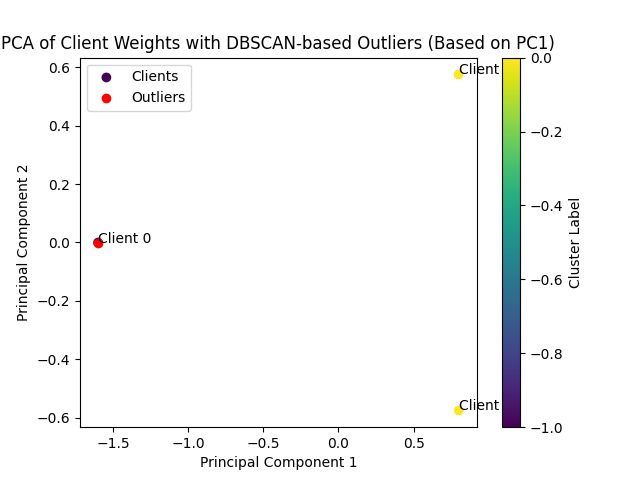 PCA of Client Weights with DBSCAN-based Outliers (Based on PC1)
Clients
Outliers
Client
Client 0
Client
0.6
0.4
0.2
0.0
−0.2
−0.4
−0.6
Principal Component 2
−1.5
−1.0
−0.5
0.0
0.5
Principal Component 1
0.0
−0.2
−0.4
−0.6
−0.8
−1.0
Cluster Label